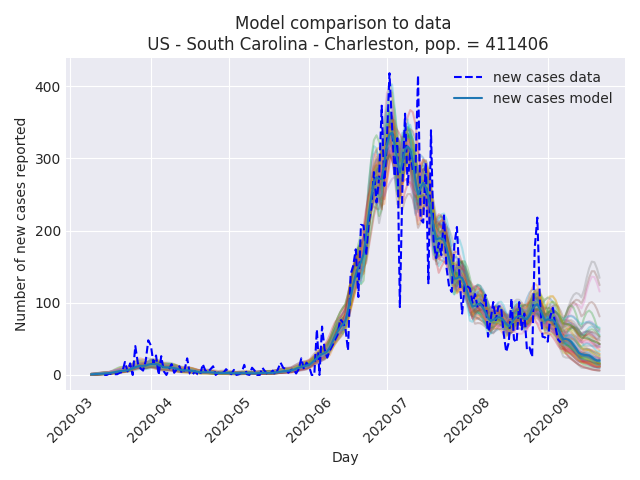 Model comparison to data
US - South Carolina - Charleston, pop. = 411406
new cases data
new cases model
Number of new cases reported
400
300
200
100
0
2020-03
2020-04
2020-05
2020-06
2020-07
2020-08
2020-09
Day